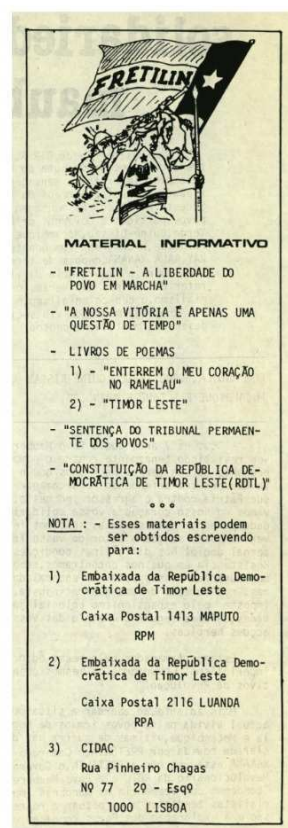 FRETILIN
MATERIAL INFORMATIVO
- "FRETILIN - A LIBERDADE DO
POVO EM MARCHA"
- "A NOSSA VITÓRIA É APENAS UMA
QUESTÃO DE TEMPO"
- LIVROS DE POEMAS
1) - "ENTERREM O MEU CORAÇÃO
NO RAMELAU"
2) - "TIMOR LESTE"
- "SENTENÇA DO TRIBUNAL PERMAEN-
TE DOS POVOS"
- "CONSTITUIÇÃO DA REPÚBLICA DE-
MOCRÁTICA DE TIMOR LESTE(RDTL)"
NOTA : - Esses materiais podem
ser obtidos escrevendo
para:
1) Embaixada da República Demo-
crática de Timor Leste
Caixa Postal 1413 MAPUTO
RPM
2) Embaixada da República Demo-
crática de Timor Leste
Caixa Postal 2116 LUANDA
RPA
3) CIDAC
Rua Pinheiro Chagas
Nº 77 2º - Esqº
1000 LISBOA